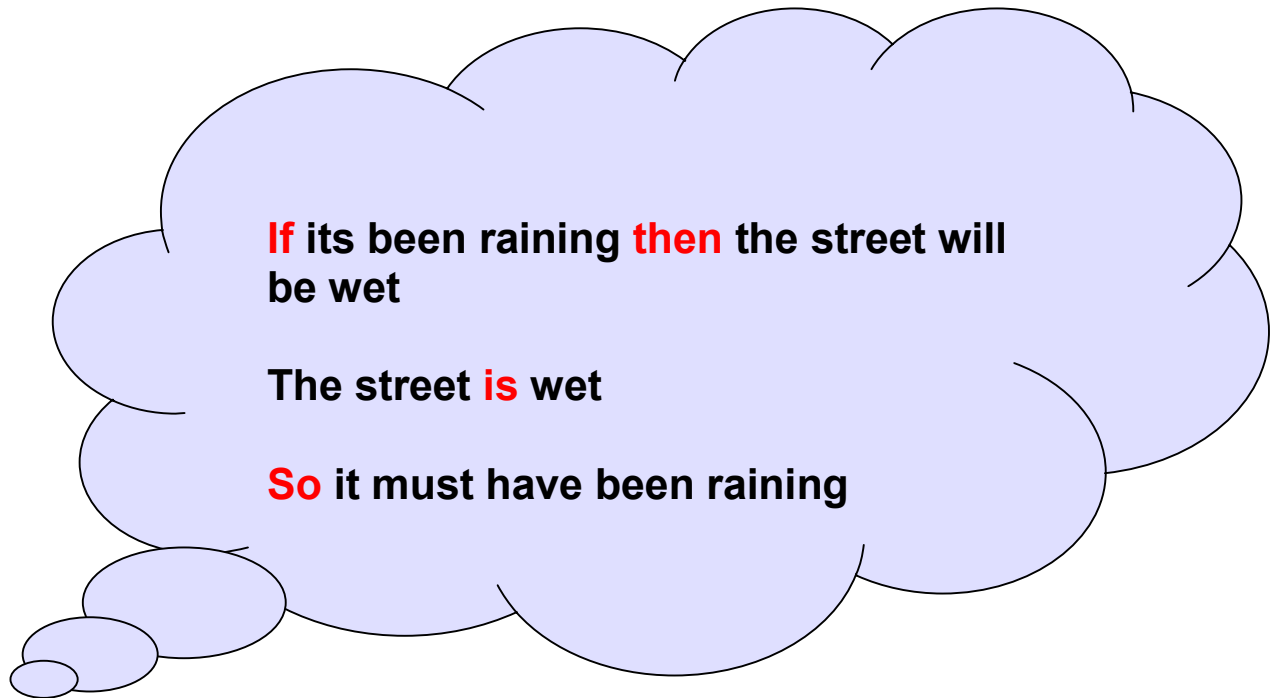 If its been raining then the street will
be wet
The street is wet
So it must have been raining